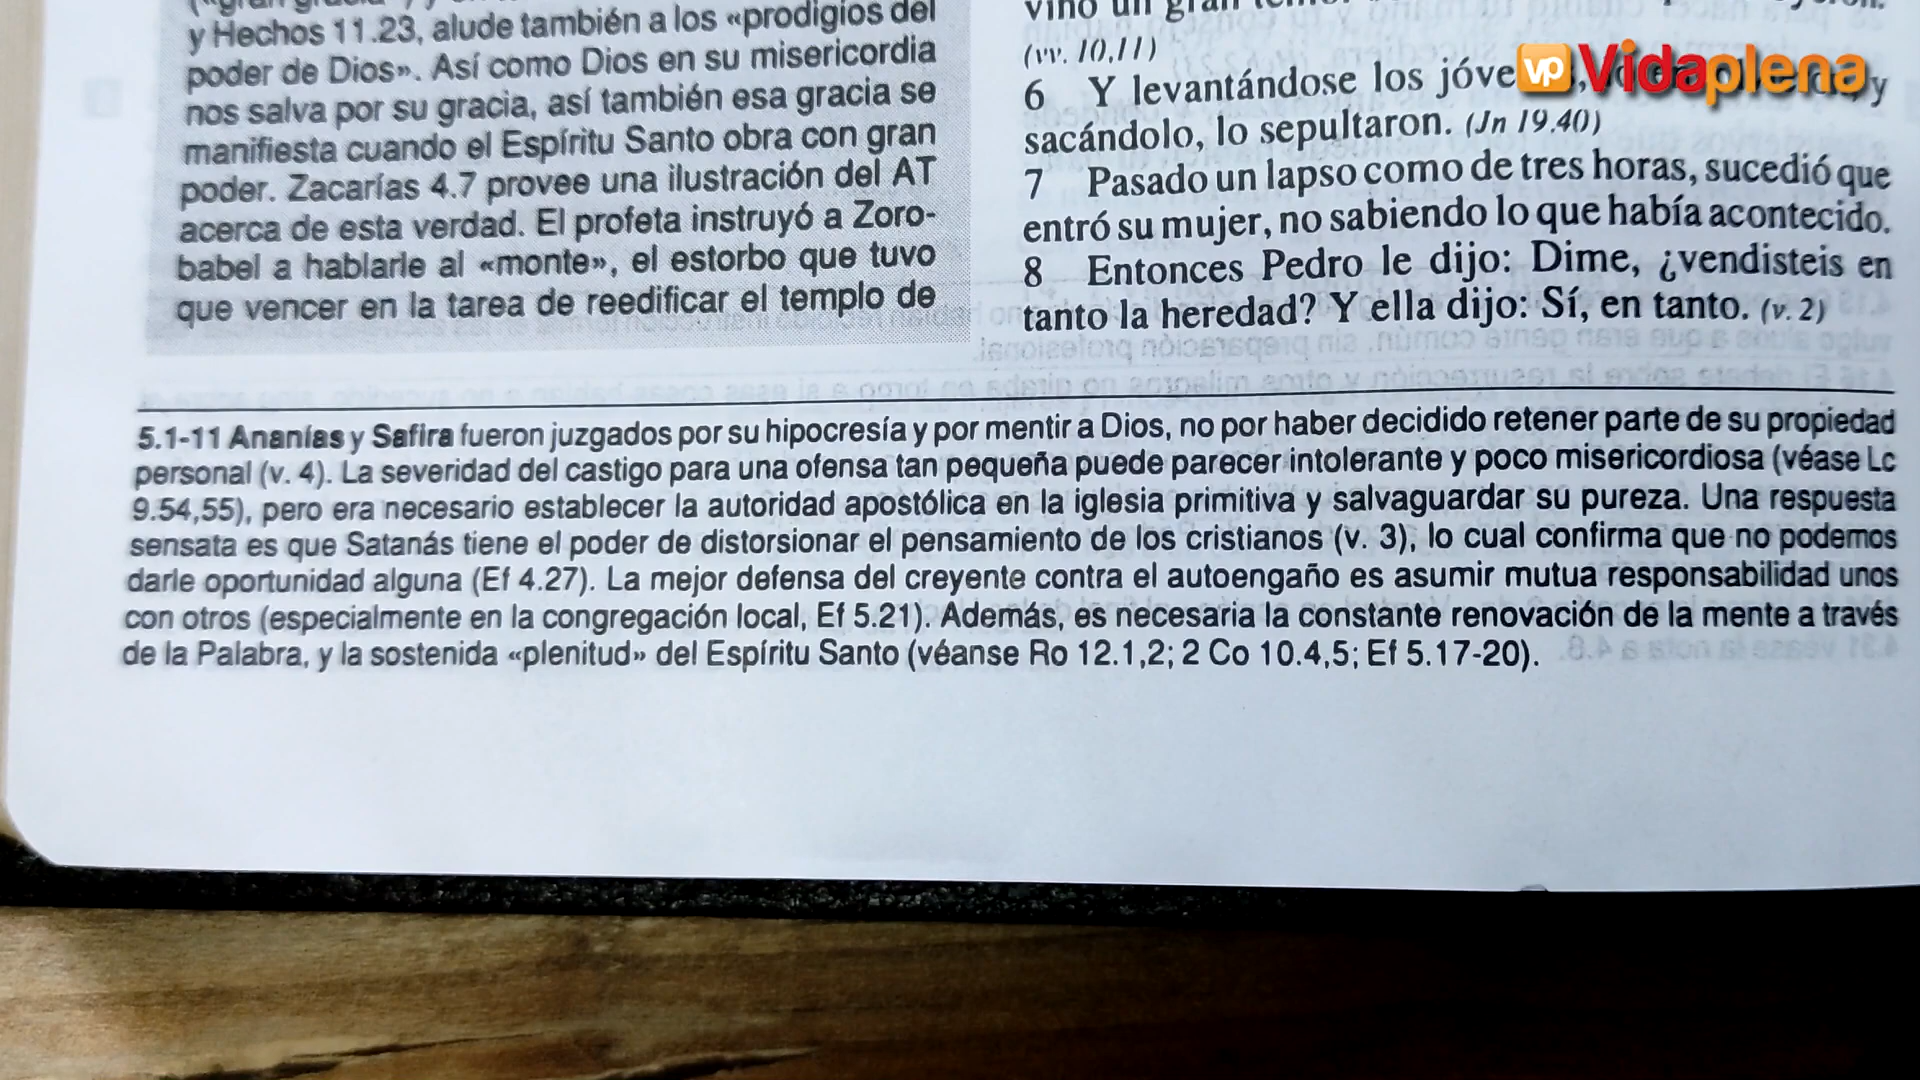 y Hechos 11.23, alude también a los «prodigios del
poder de Dios». Así como Dios en su misericordia
nos salva por su gracia, así también esa gracia se
manifiesta cuando el Espíritu Santo obra con gran
poder. Zacarías 4.7 provee una ilustración del AT
acerca de esta verdad. El profeta instruyó a Zoro-
babel a hablarle al «monte», el estorbo que tuvo
que vencer en la tarea de reedificar el templo de
vino un gran
(vv. 10,11)
6 Y levantándose los y
sacándolo, lo sepultaron. (Jn 19.40)
7 Pasado un lapso como de tres horas, sucedió que
entró su mujer, no sabiendo lo que había acontecido.
8 Entonces Pedro le dijo: Dime, ¿vendisteis en
tanto la heredad? Y ella dijo: Sí, en tanto. (v. 2)
vp Vidaplena
5.1-11 Ananías y Safira fueron juzgados por su hipocresía y por mentir a Dios, no por haber decidido retener parte de su propiedad
personal (v. 4). La severidad del castigo para una ofensa tan pequeña puede parecer intolerante y poco misericordiosa (véase Lc
9.54,55), pero era necesario establecer la autoridad apostólica en la iglesia primitiva y salvaguardar su pureza. Una respuesta
sensata es que Satanás tiene el poder de distorsionar el pensamiento de los cristianos (v. 3), lo cual confirma que no podemos
darle oportunidad alguna (Ef 4.27). La mejor defensa del creyente contra el autoengaño es asumir mutua responsabilidad unos
con otros (especialmente en la congregación local, Ef 5.21). Además, es necesaria la constante renovación de la mente a través
de la Palabra, y la sostenida «plenitud» del Espíritu Santo (véanse Ro 12.1,2; 2 Co 10.4,5; Ef 5.17-20).